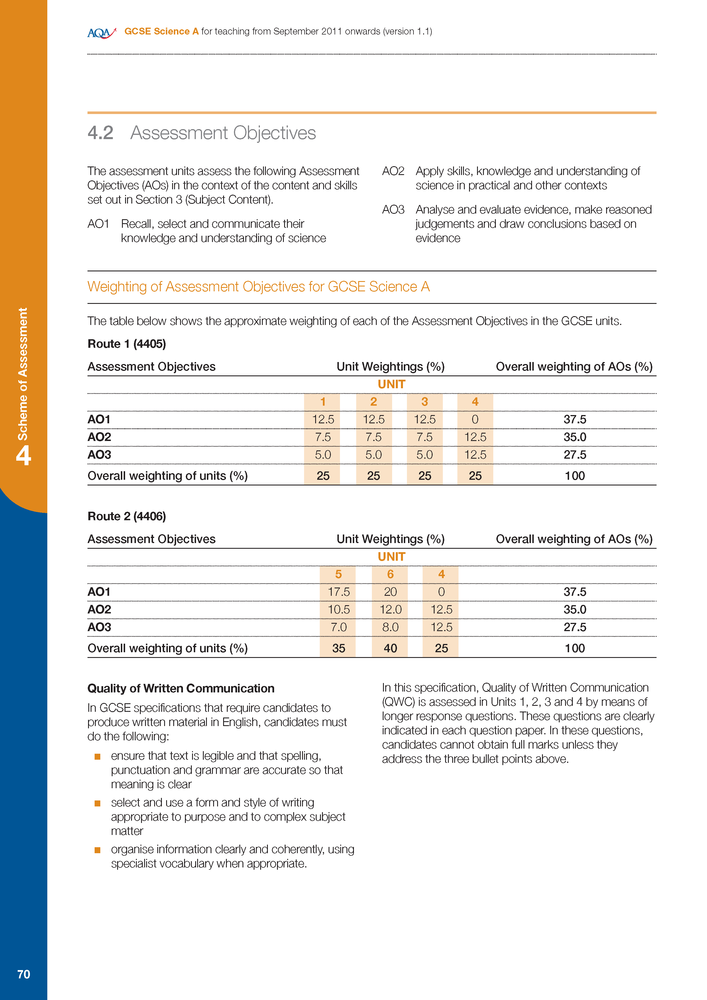 AQA GCSE Science A for teaching from September 2011 onwards (version 1.1)
4.2 Assessment Objectives
The assessment units assess the following Assessment
Objectives (AOs) in the context of the content and skills
set out in Section 3 (Subject Content).
AO1 Recall, select and communicate their
knowledge and understanding of science
AO2 Apply skills, knowledge and understanding of
science in practical and other contexts
AO3 Analyse and evaluate evidence, make reasoned
judgements and draw conclusions based on
evidence
Weighting of Assessment Objectives for GCSE Science A
The table below shows the approximate weighting of each of the Assessment Objectives in the GCSE units.
Route 1 (4405)
Assessment Objectives Unit Weightings (%) Overall weighting of AOs (%)
UNIT
1 2 3 4
AO1 12.5 12.5 12.5 0 37.5
AO2 7.5 7.5 7.5 12.5 35.0
AO3 5.0 5.0 5.0 12.5 27.5
Overall weighting of units (%) 25 25 25 25 100
Route 2 (4406)
Assessment Objectives Unit Weightings (%) Overall weighting of AOs (%)
UNIT
5 6 4
AO1 17.5 20 0 37.5
AO2 10.5 12.0 12.5 35.0
AO3 7.0 8.0 12.5 27.5
Overall weighting of units (%) 35 40 25 100
Quality of Written Communication
In GCSE specifications that require candidates to
produce written material in English, candidates must
do the following:
■ ensure that text is legible and that spelling,
punctuation and grammar are accurate so that
meaning is clear
■ select and use a form and style of writing
appropriate to purpose and to complex subject
matter
■ organise information clearly and coherently, using
specialist vocabulary when appropriate.
In this specification, Quality of Written Communication
(QWC) is assessed in Units 1, 2, 3 and 4 by means of
longer response questions. These questions are clearly
indicated in each question paper. In these questions,
candidates cannot obtain full marks unless they
address the three bullet points above.
4 Scheme of Assessment
70